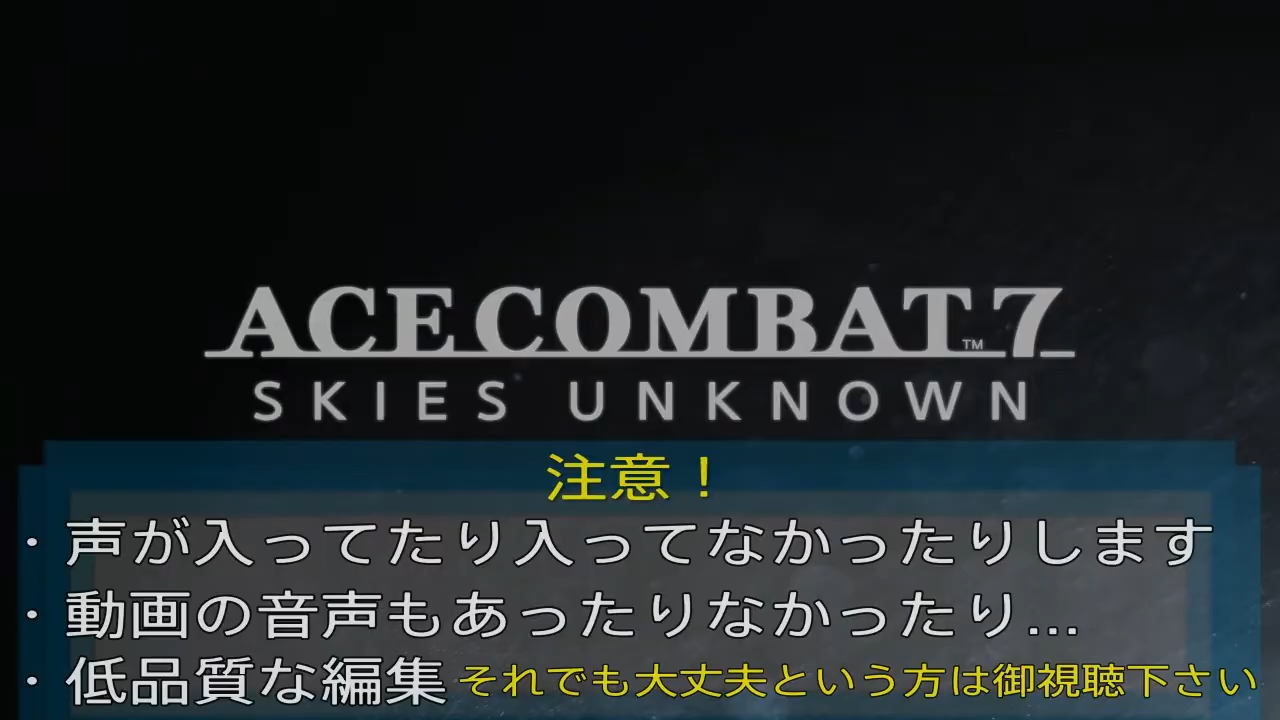 ACE COMBAT 7™
SKIES UNKNOWN
注意！
・声が入ってたり入ってなかったりします
・動画の音声もあったりなかったり…
・低品質な編集 それでも大丈夫という方は御視聴下さい